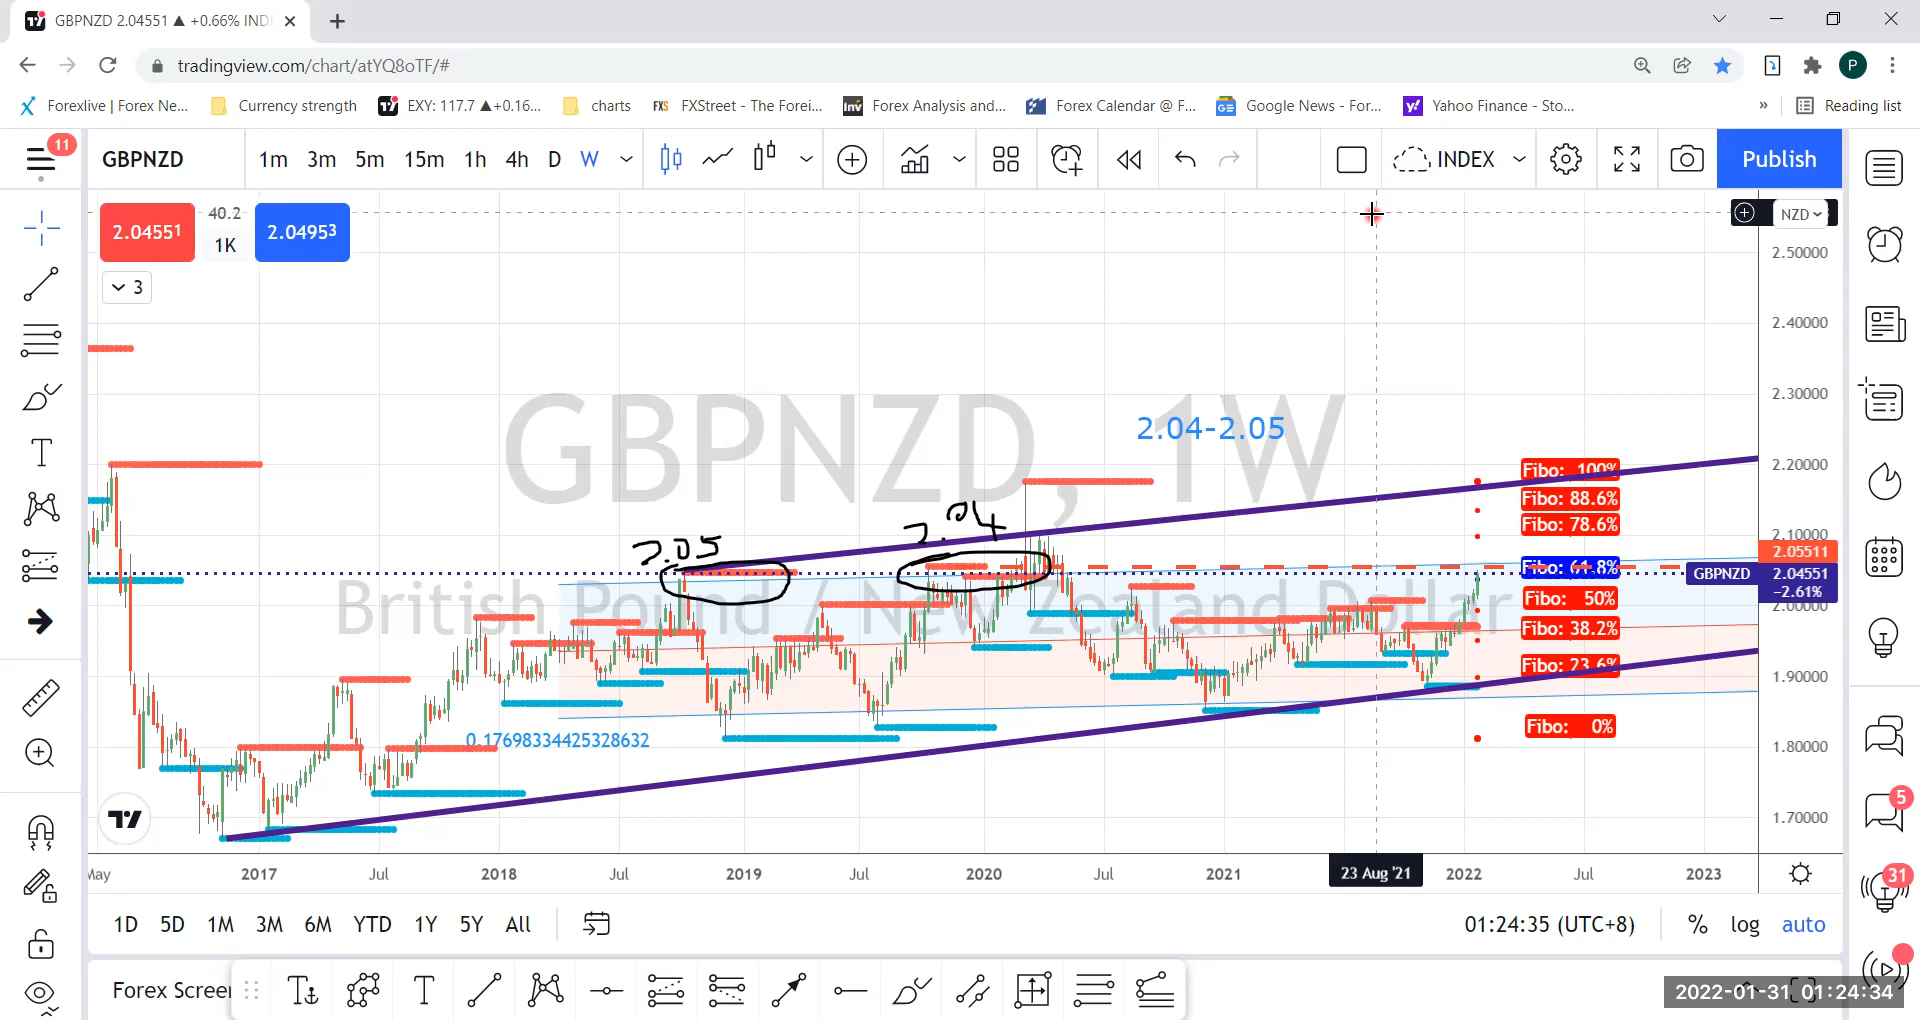 GBPNZD 2.04551 ▲ +0.66% INDI
tradingview.com/chart/atYQ8oTF/#
P
Forexlive | Forex Ne...
Currency strength
EXY: 117.7 ▲+0.16...
charts
FXS FXStreet - The Forei...
Inv Forex Analysis and...
Forex Calendar @ F...
GE Google News - For...
y! Yahoo Finance - Sto...
»
Reading list
11
GBPNZD
1m 3m 5m 15m 1h 4h D W
INDEX
Publish
2.04551
40.2
1K
2.04953
NZD
3
2.50000
2.40000
2.30000
2.20000
2.10000
2.05511
GBPNZD 2.04551
−2.61%
2.00000
1.90000
1.80000
1.70000
GBPNZD, 1W
British Pound / New Zealand Dollar
2.04-2.05
2.05
2.04
Fibo: 100%
Fibo: 88.6%
Fibo: 78.6%
Fibo: 61.8%
Fibo: 50%
Fibo: 38.2%
Fibo: 23.6%
Fibo: 0%
0.17698334425328632
May 2017 Jul 2018 Jul 2019 Jul 2020 Jul 2021 23 Aug '21 2022 Jul 2023
1D 5D 1M 3M 6M YTD 1Y 5Y All
01:24:35 (UTC+8)
% log auto
5
31
Forex Screen
2022-01-31 01:24:34